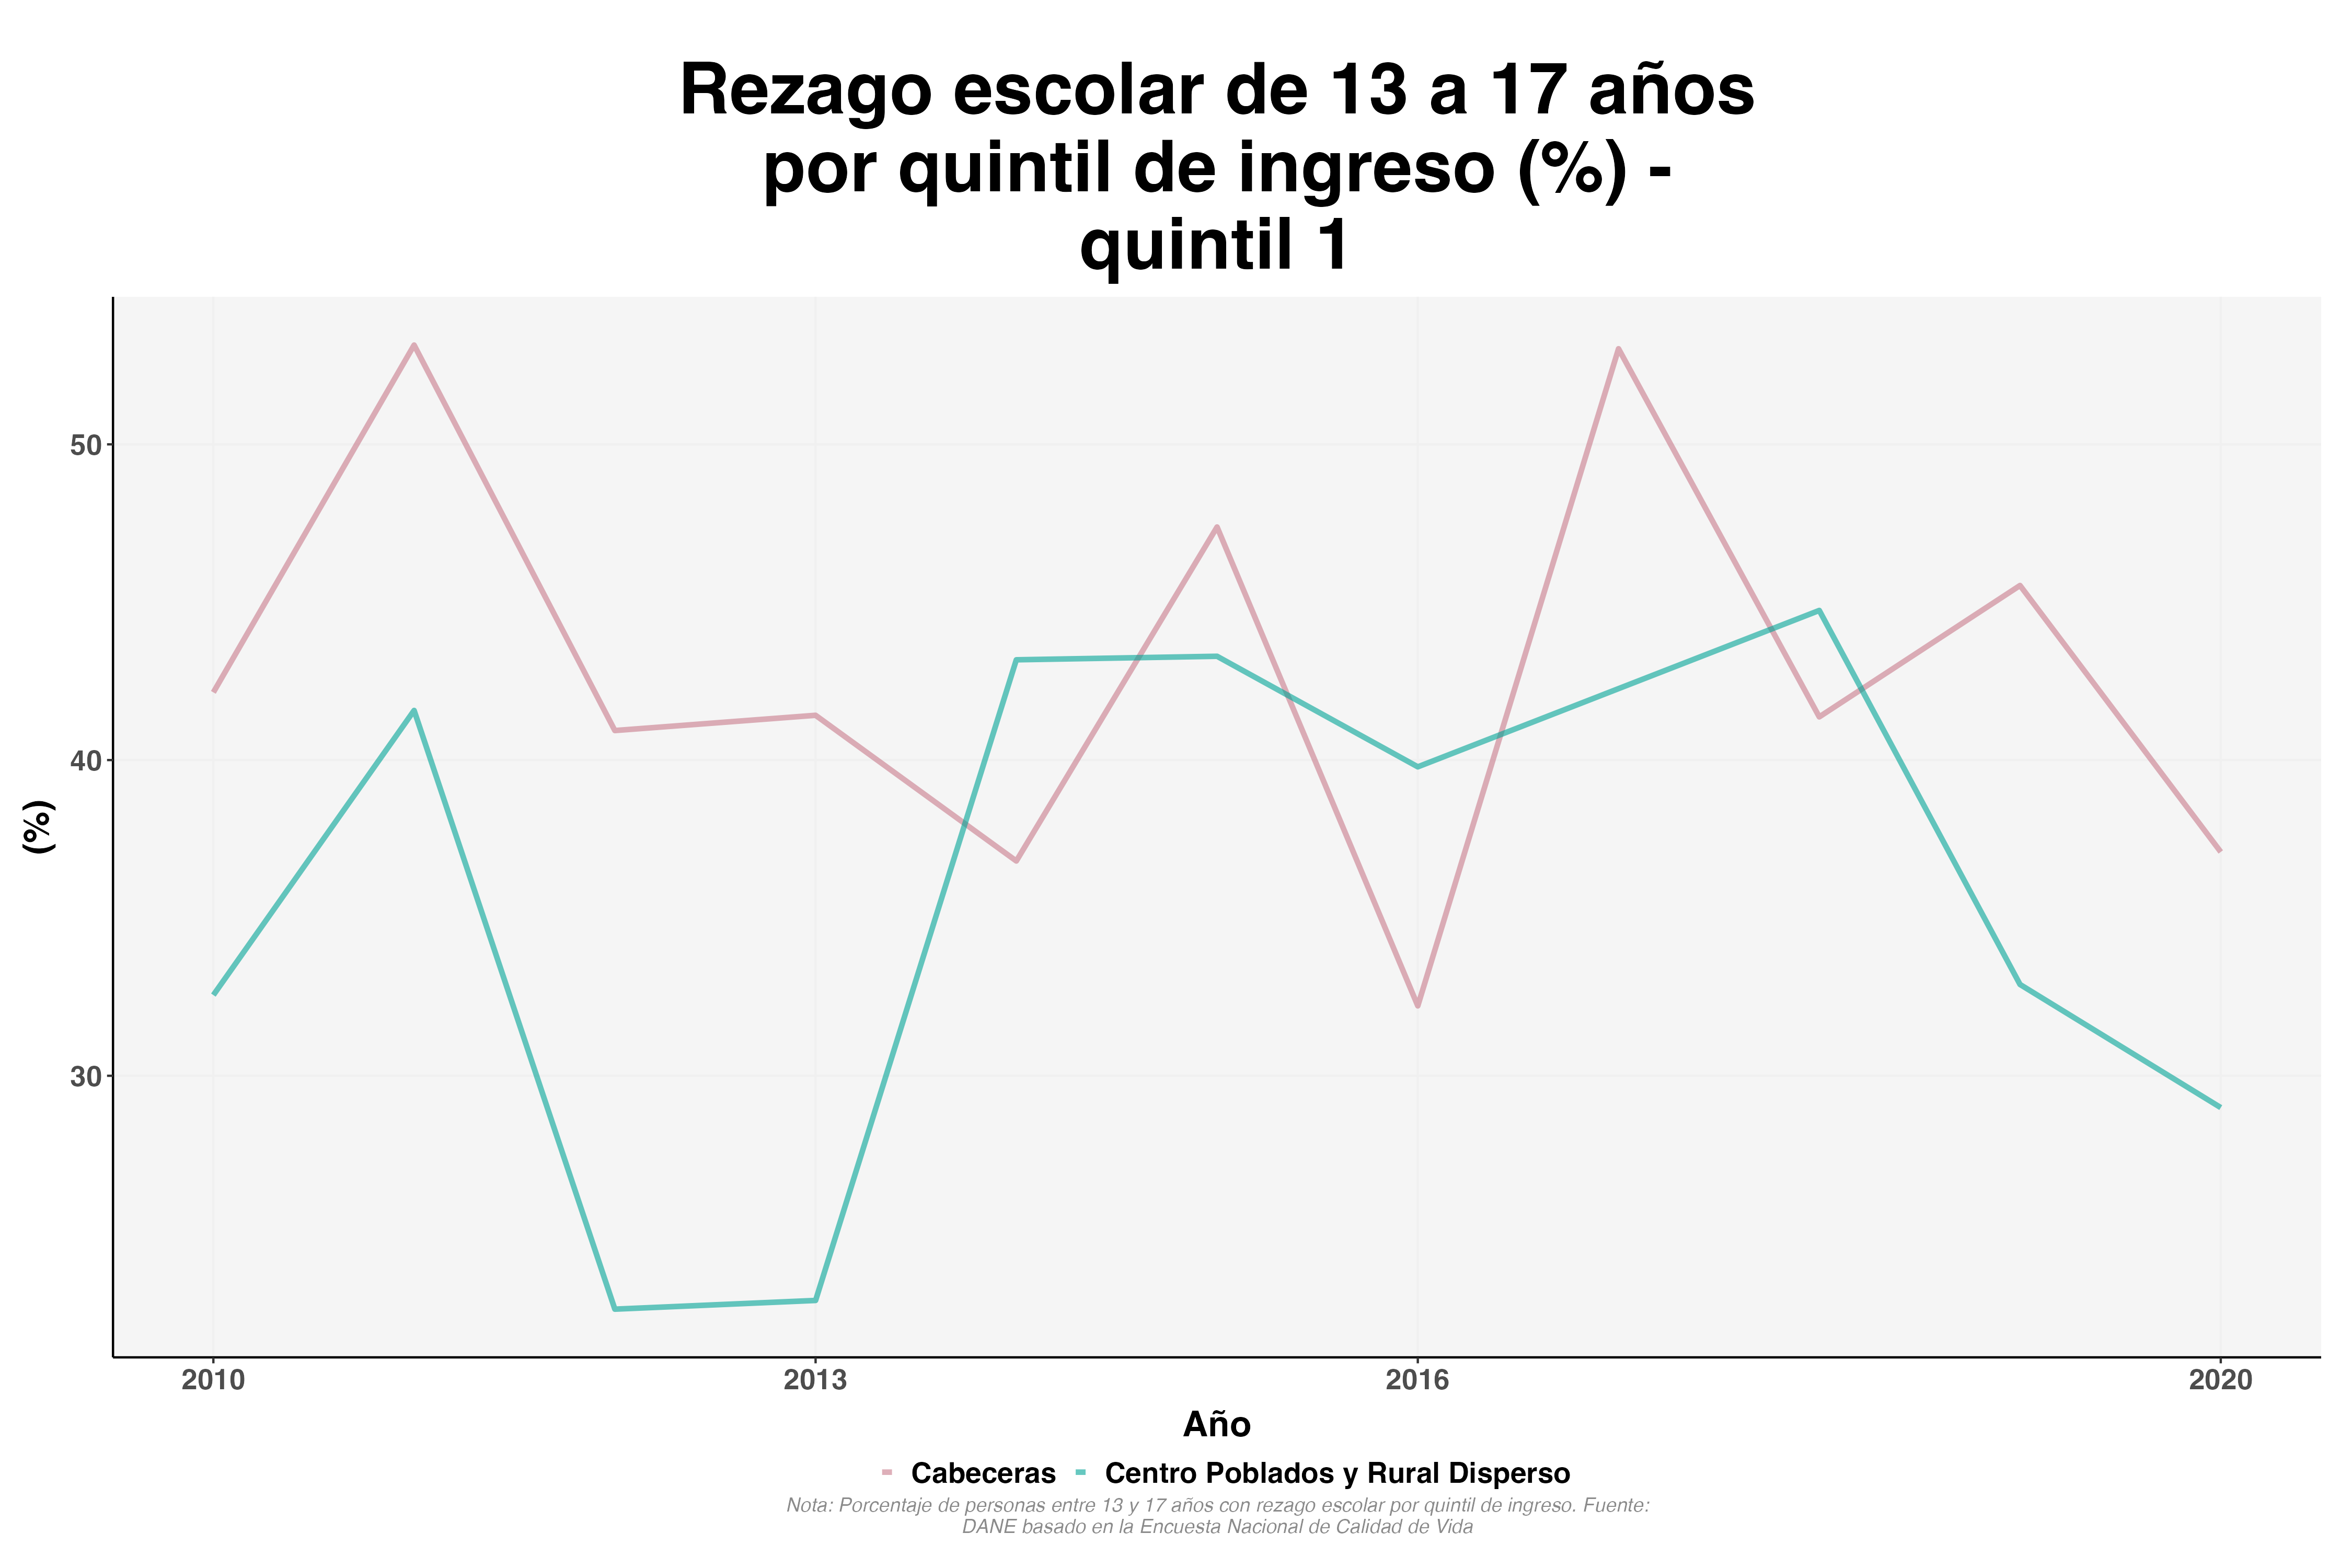 Rezago escolar de 13 a 17 años
por quintil de ingreso (%) -
quintil 1
50
40
30
(%)
2010 2013 2016 2020
Año
Cabeceras Centro Poblados y Rural Disperso
Nota: Porcentaje de personas entre 13 y 17 años con rezago escolar por quintil de ingreso. Fuente:
DANE basado en la Encuesta Nacional de Calidad de Vida